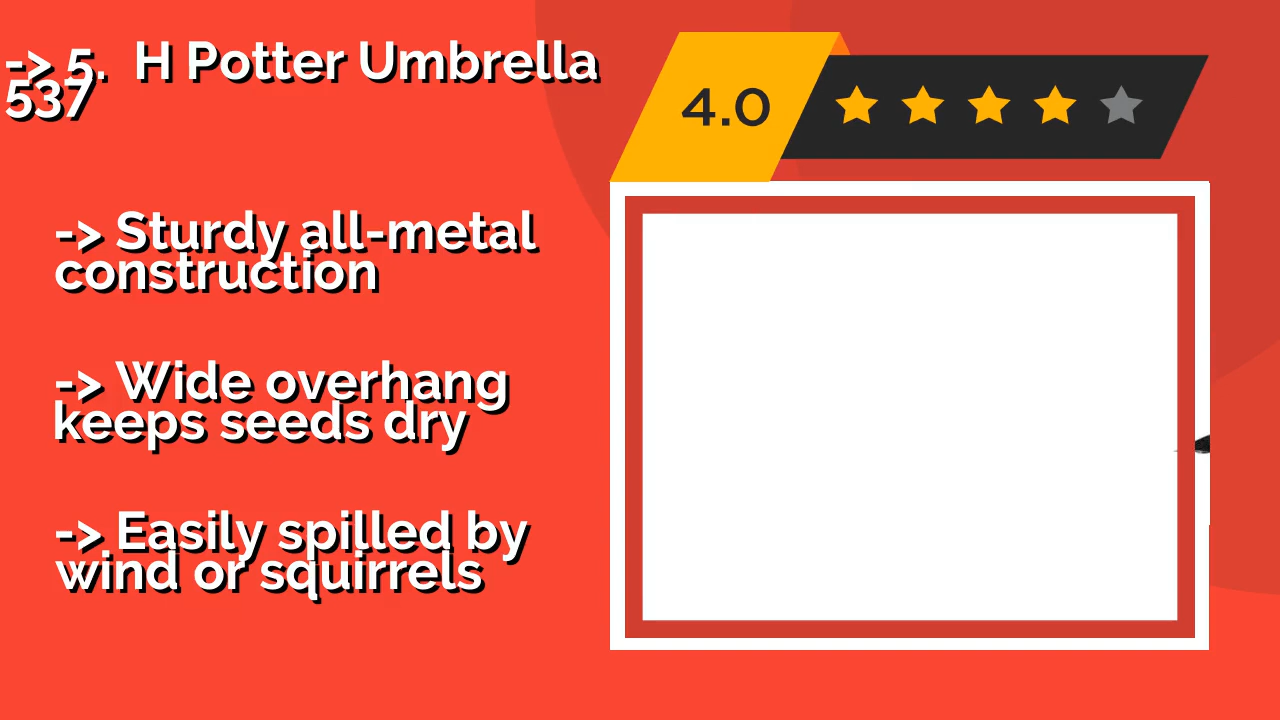 -> 5.  H Potter Umbrella
537
4.0
-> Sturdy all-metal
construction
-> Wide overhang
keeps seeds dry
-> Easily spilled by
wind or squirrels